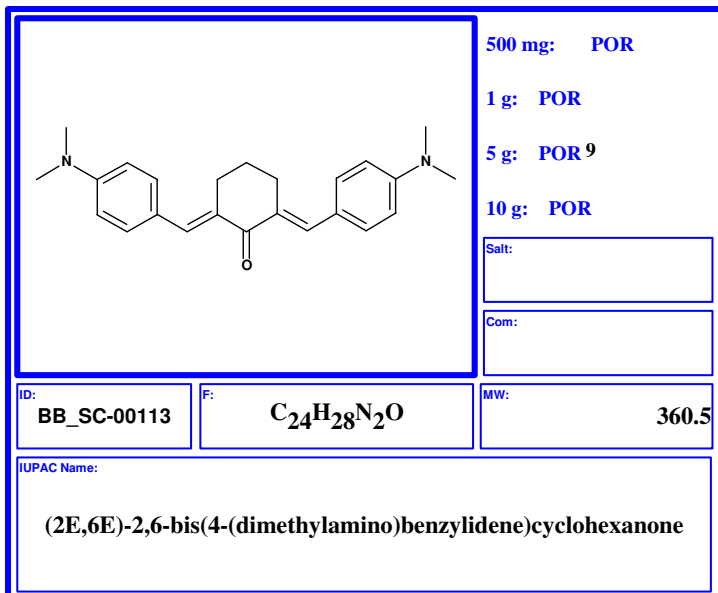 500 mg: POR
1 g: POR
5 g: POR 9
10 g: POR
N
N
O
Salt:
Com:
ID:
BB_SC-00113
F:
C24H28N2O
MW:
360.5
IUPAC Name:
(2E,6E)-2,6-bis(4-(dimethylamino)benzylidene)cyclohexanone